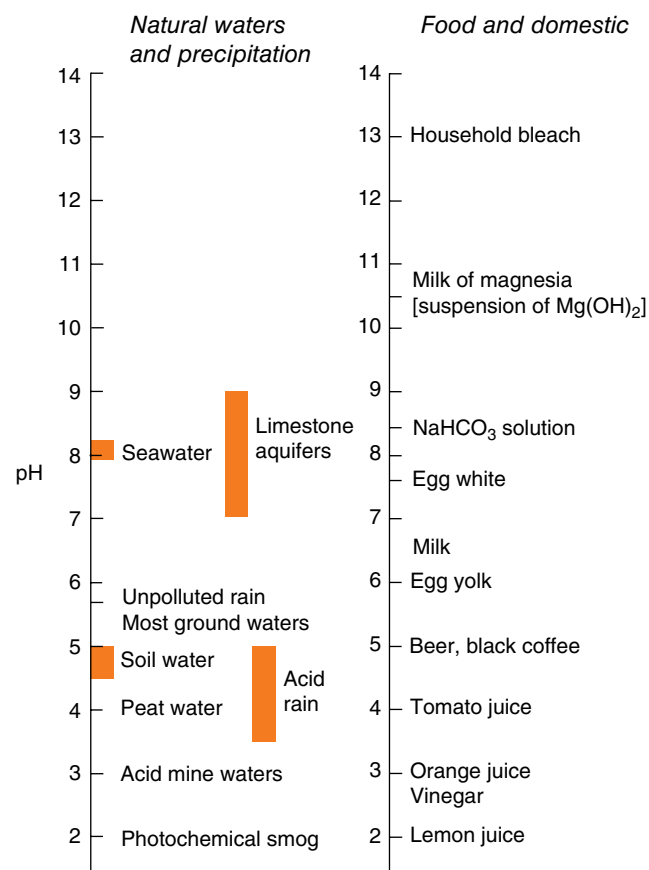 Natural waters
and precipitation
14
13
12
11
10
9
8
7
6
5
4
3
2
pH
Limestone
aquifers
Seawater
Unpolluted rain
Most ground waters
Soil water
Acid
rain
Peat water
Acid mine waters
Photochemical smog
Food and domestic
14
13
12
11
10
9
8
7
6
5
4
3
2
Household bleach
Milk of magnesia
[suspension of Mg(OH)₂]
NaHCO₃ solution
Egg white
Milk
Egg yolk
Beer, black coffee
Tomato juice
Orange juice
Vinegar
Lemon juice